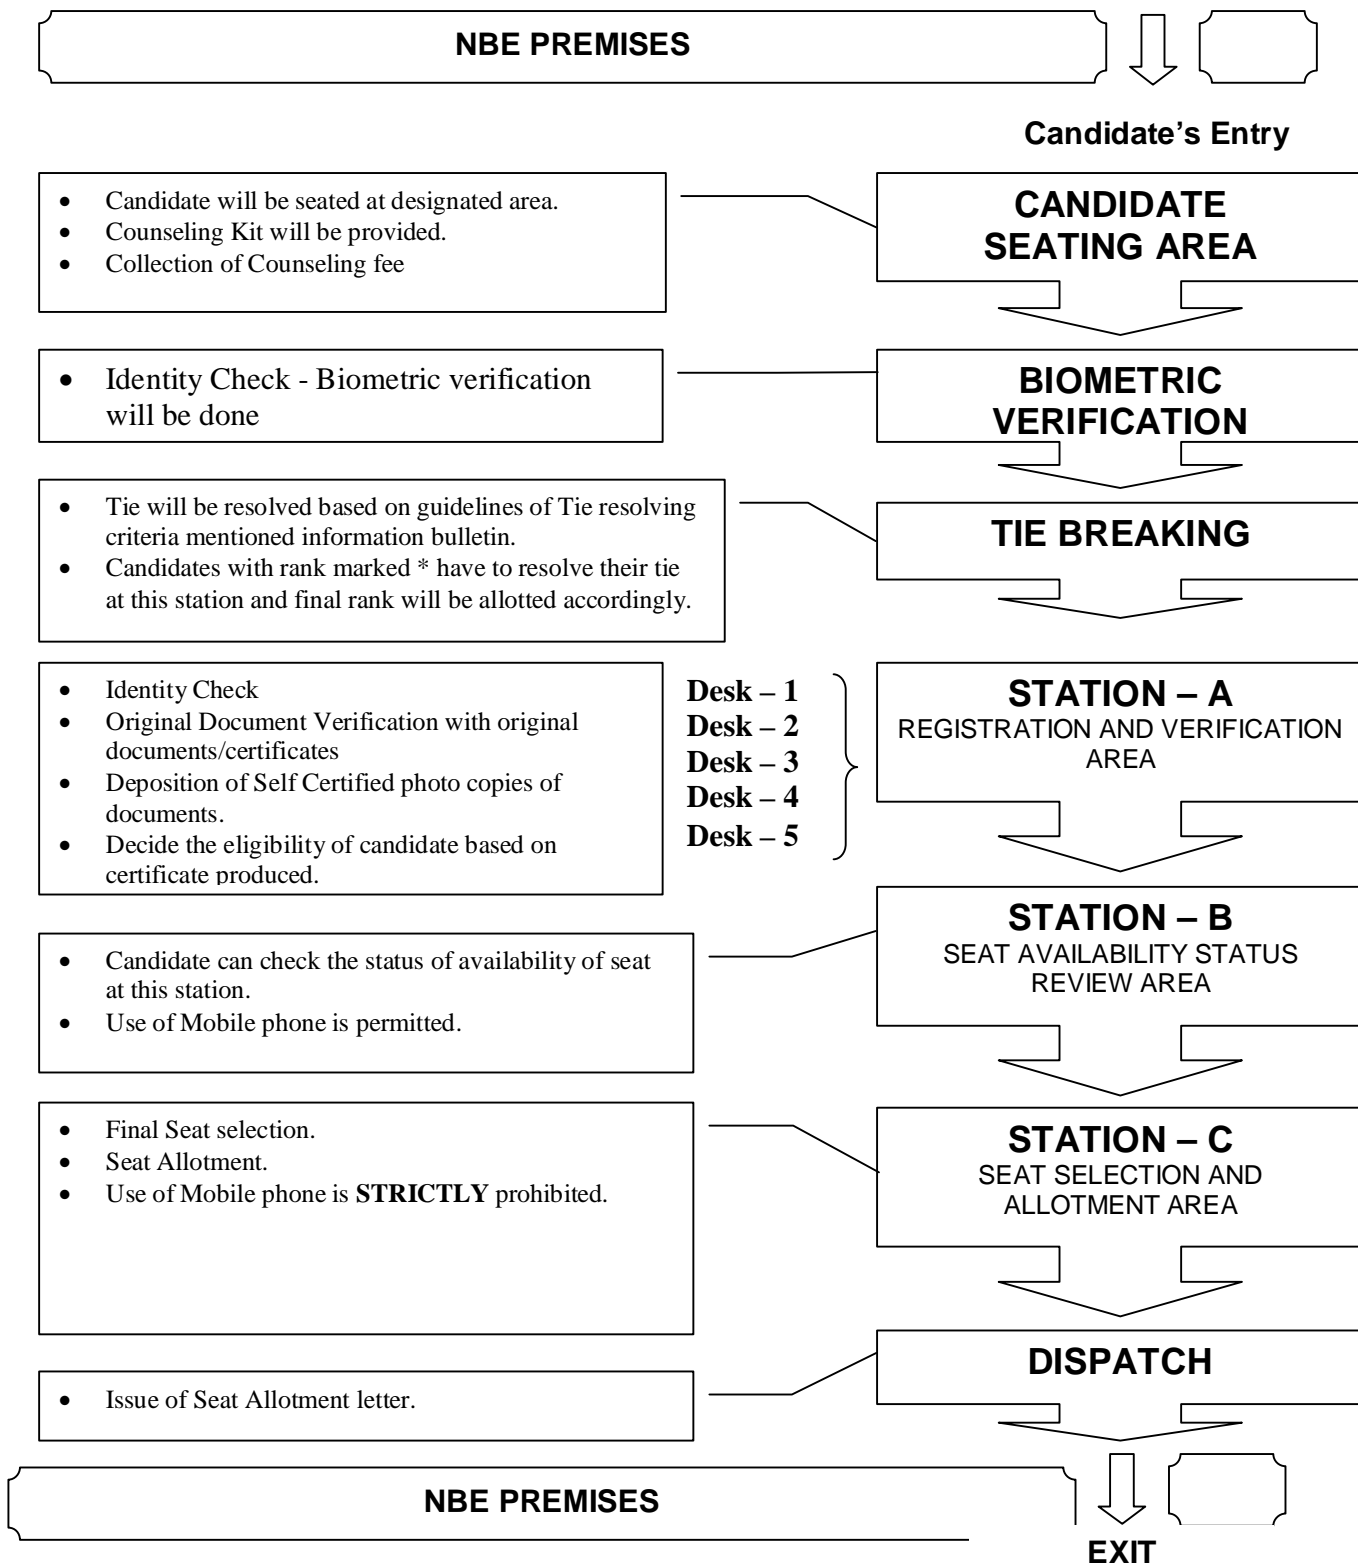 NBE PREMISES
Candidate’s Entry
• Candidate will be seated at designated area.
• Counseling Kit will be provided.
• Collection of Counseling fee
CANDIDATE
SEATING AREA
• Identity Check - Biometric verification
will be done
BIOMETRIC
VERIFICATION
• Tie will be resolved based on guidelines of Tie resolving
criteria mentioned information bulletin.
• Candidates with rank marked * have to resolve their tie
at this station and final rank will be allotted accordingly.
TIE BREAKING
• Identity Check
• Original Document Verification with original
documents/certificates
• Deposition of Self Certified photo copies of
documents.
• Decide the eligibility of candidate based on
certificate produced.
Desk – 1
Desk – 2
Desk – 3
Desk – 4
Desk – 5
STATION – A
REGISTRATION AND VERIFICATION
AREA
• Candidate can check the status of availability of seat
at this station.
• Use of Mobile phone is permitted.
STATION – B
SEAT AVAILABILITY STATUS
REVIEW AREA
• Final Seat selection.
• Seat Allotment.
• Use of Mobile phone is STRICTLY prohibited.
STATION – C
SEAT SELECTION AND
ALLOTMENT AREA
• Issue of Seat Allotment letter.
DISPATCH
NBE PREMISES
EXIT